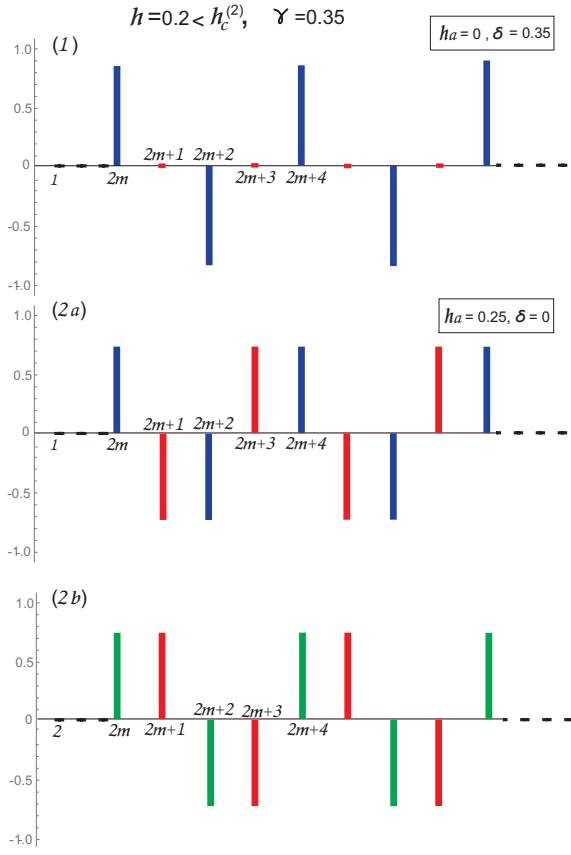 h=0.2< h_c^(2), γ=0.35
(1)
ha=0, δ=0.35
1.0
0.5
0
2m+1 2m+2
1 2m 2m+3 2m+4
-0.5
-1.0
(2a)
ha=0.25, δ=0
1.0
0.5
2m+1 2m+2
0
1 2m 2m+3 2m+4
-0.5
-1.0
(2b)
1.0
0.5
2m+2 2m+3
0
2 2m 2m+1 2m+4
-0.5
-1.0